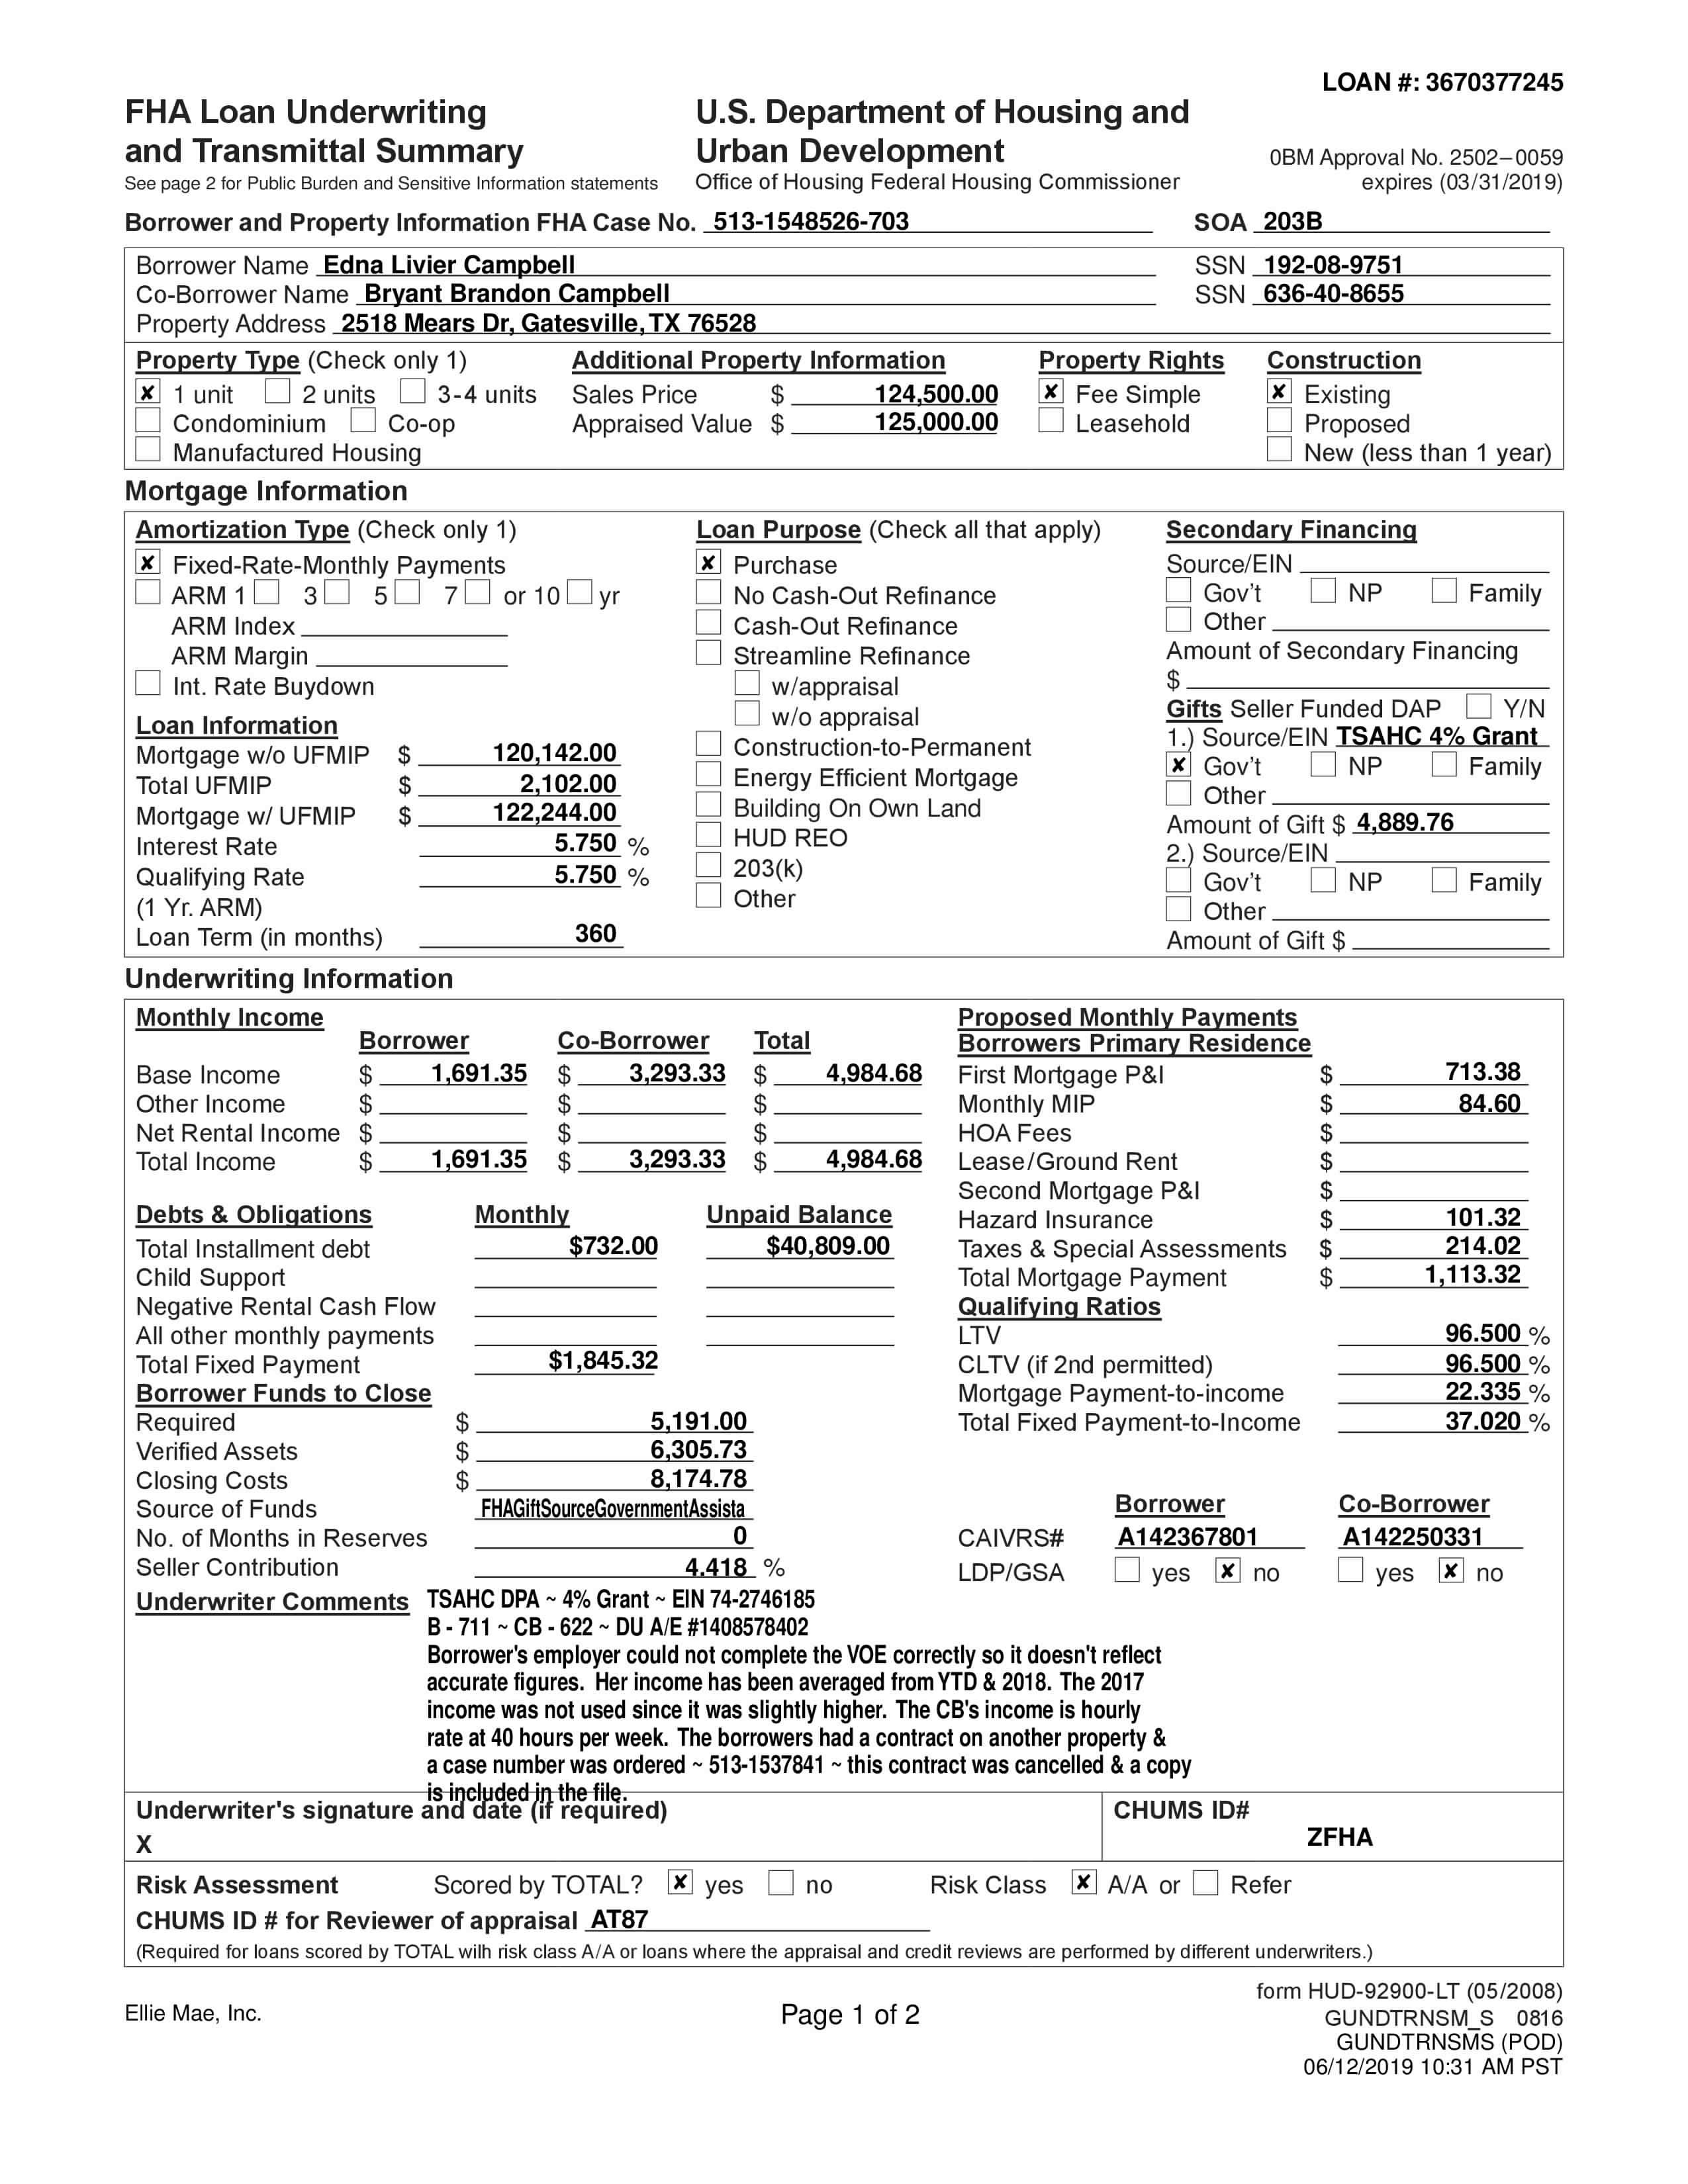 LOAN #: 3670377245
FHA Loan Underwriting
and Transmittal Summary
See page 2 for Public Burden and Sensitive Information statements
U.S. Department of Housing and
Urban Development
Office of Housing Federal Housing Commissioner
0BM Approval No. 2502–0059
expires (03/31/2019)
Borrower and Property Information FHA Case No. 513-1548526-703 SOA 203B
Borrower Name Edna Livier Campbell SSN 192-08-9751
Co-Borrower Name Bryant Brandon Campbell SSN 636-40-8655
Property Address 2518 Mears Dr, Gatesville, TX 76528
Property Type (Check only 1)
✘ 1 unit 2 units 3-4 units
Condominium Co-op
Manufactured Housing
Additional Property Information
Sales Price $ 124,500.00
Appraised Value $ 125,000.00
Property Rights
✘ Fee Simple
Leasehold
Construction
✘ Existing
Proposed
New (less than 1 year)
Mortgage Information
Amortization Type (Check only 1)
✘ Fixed-Rate-Monthly Payments
ARM 1 3 5 7 or 10 yr
ARM Index
ARM Margin
Int. Rate Buydown
Loan Information
Mortgage w/o UFMIP $ 120,142.00
Total UFMIP $ 2,102.00
Mortgage w/ UFMIP $ 122,244.00
Interest Rate 5.750 %
Qualifying Rate 5.750 %
(1 Yr. ARM)
Loan Term (in months) 360
Loan Purpose (Check all that apply)
✘ Purchase
No Cash-Out Refinance
Cash-Out Refinance
Streamline Refinance
w/appraisal
w/o appraisal
Construction-to-Permanent
Energy Efficient Mortgage
Building On Own Land
HUD REO
203(k)
Other
Secondary Financing
Source/EIN
Gov't NP Family
Other
Amount of Secondary Financing
$
Gifts Seller Funded DAP Y/N
1.) Source/EIN TSAHC 4% Grant
✘ Gov't NP Family
Other
Amount of Gift $ 4,889.76
2.) Source/EIN
Gov't NP Family
Other
Amount of Gift $
Underwriting Information
Monthly Income
Borrower Co-Borrower Total
Base Income $ 1,691.35 $ 3,293.33 $ 4,984.68
Other Income $ $ $
Net Rental Income $ $ $
Total Income $ 1,691.35 $ 3,293.33 $ 4,984.68
Debts & Obligations Monthly Unpaid Balance
Total Installment debt $732.00 $40,809.00
Child Support
Negative Rental Cash Flow
All other monthly payments
Total Fixed Payment $1,845.32
Borrower Funds to Close
Required $ 5,191.00
Verified Assets $ 6,305.73
Closing Costs $ 8,174.78
Source of Funds FHAGiftSourceGovernmentAssista
No. of Months in Reserves 0
Seller Contribution 4.418 %
Proposed Monthly Payments
Borrowers Primary Residence
First Mortgage P&I $ 713.38
Monthly MIP $ 84.60
HOA Fees $
Lease/Ground Rent $
Second Mortgage P&I $
Hazard Insurance $ 101.32
Taxes & Special Assessments $ 214.02
Total Mortgage Payment $ 1,113.32
Qualifying Ratios
LTV 96.500 %
CLTV (if 2nd permitted) 96.500 %
Mortgage Payment-to-income 22.335 %
Total Fixed Payment-to-Income 37.020 %
Borrower Co-Borrower
CAIVRS# A142367801 A142250331
LDP/GSA yes ✘ no yes ✘ no
Underwriter Comments TSAHC DPA ~ 4% Grant ~ EIN 74-2746185
B - 711 ~ CB - 622 ~ DU A/E #1408578402
Borrower's employer could not complete the VOE correctly so it doesn't reflect
accurate figures. Her income has been averaged from YTD & 2018. The 2017
income was not used since it was slightly higher. The CB's income is hourly
rate at 40 hours per week. The borrowers had a contract on another property &
a case number was ordered ~ 513-1537841 ~ this contract was cancelled & a copy
is included in the file.
Underwriter's signature and date (if required)
X
CHUMS ID#
ZFHA
Risk Assessment Scored by TOTAL? ✘ yes no Risk Class ✘ A/A or Refer
CHUMS ID # for Reviewer of appraisal AT87
(Required for loans scored by TOTAL wilh risk class A/A or loans where the appraisal and credit reviews are performed by different underwriters.)
Ellie Mae, Inc.
Page 1 of 2
form HUD-92900-LT (05/2008)
GUNDTRNSM_S 0816
GUNDTRNSMS (POD)
06/12/2019 10:31 AM PST